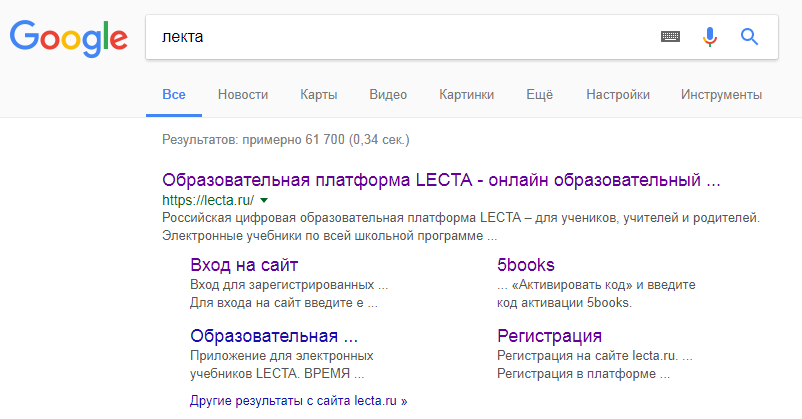 Google лекта
Все Новости Карты Видео Картинки Ещё Настройки Инструменты
Результатов: примерно 61 700 (0,34 сек.)
Образовательная платформа LECTA - онлайн образовательный ...
https://lecta.ru/
Российская цифровая образовательная платформа LECTA – для учеников, учителей и родителей.
Электронные учебники по всей школьной программе ...
Вход на сайт
Вход для зарегистрированных ...
Для входа на сайт введите е ...
5books
... «Активировать код» и введите
код активации 5books.
Образовательная ...
Приложение для электронных
учебников LECTA. ВРЕМЯ ...
Регистрация
Регистрация на сайте lecta.ru. ...
Регистрация в платформе ...
Другие результаты с сайта lecta.ru »